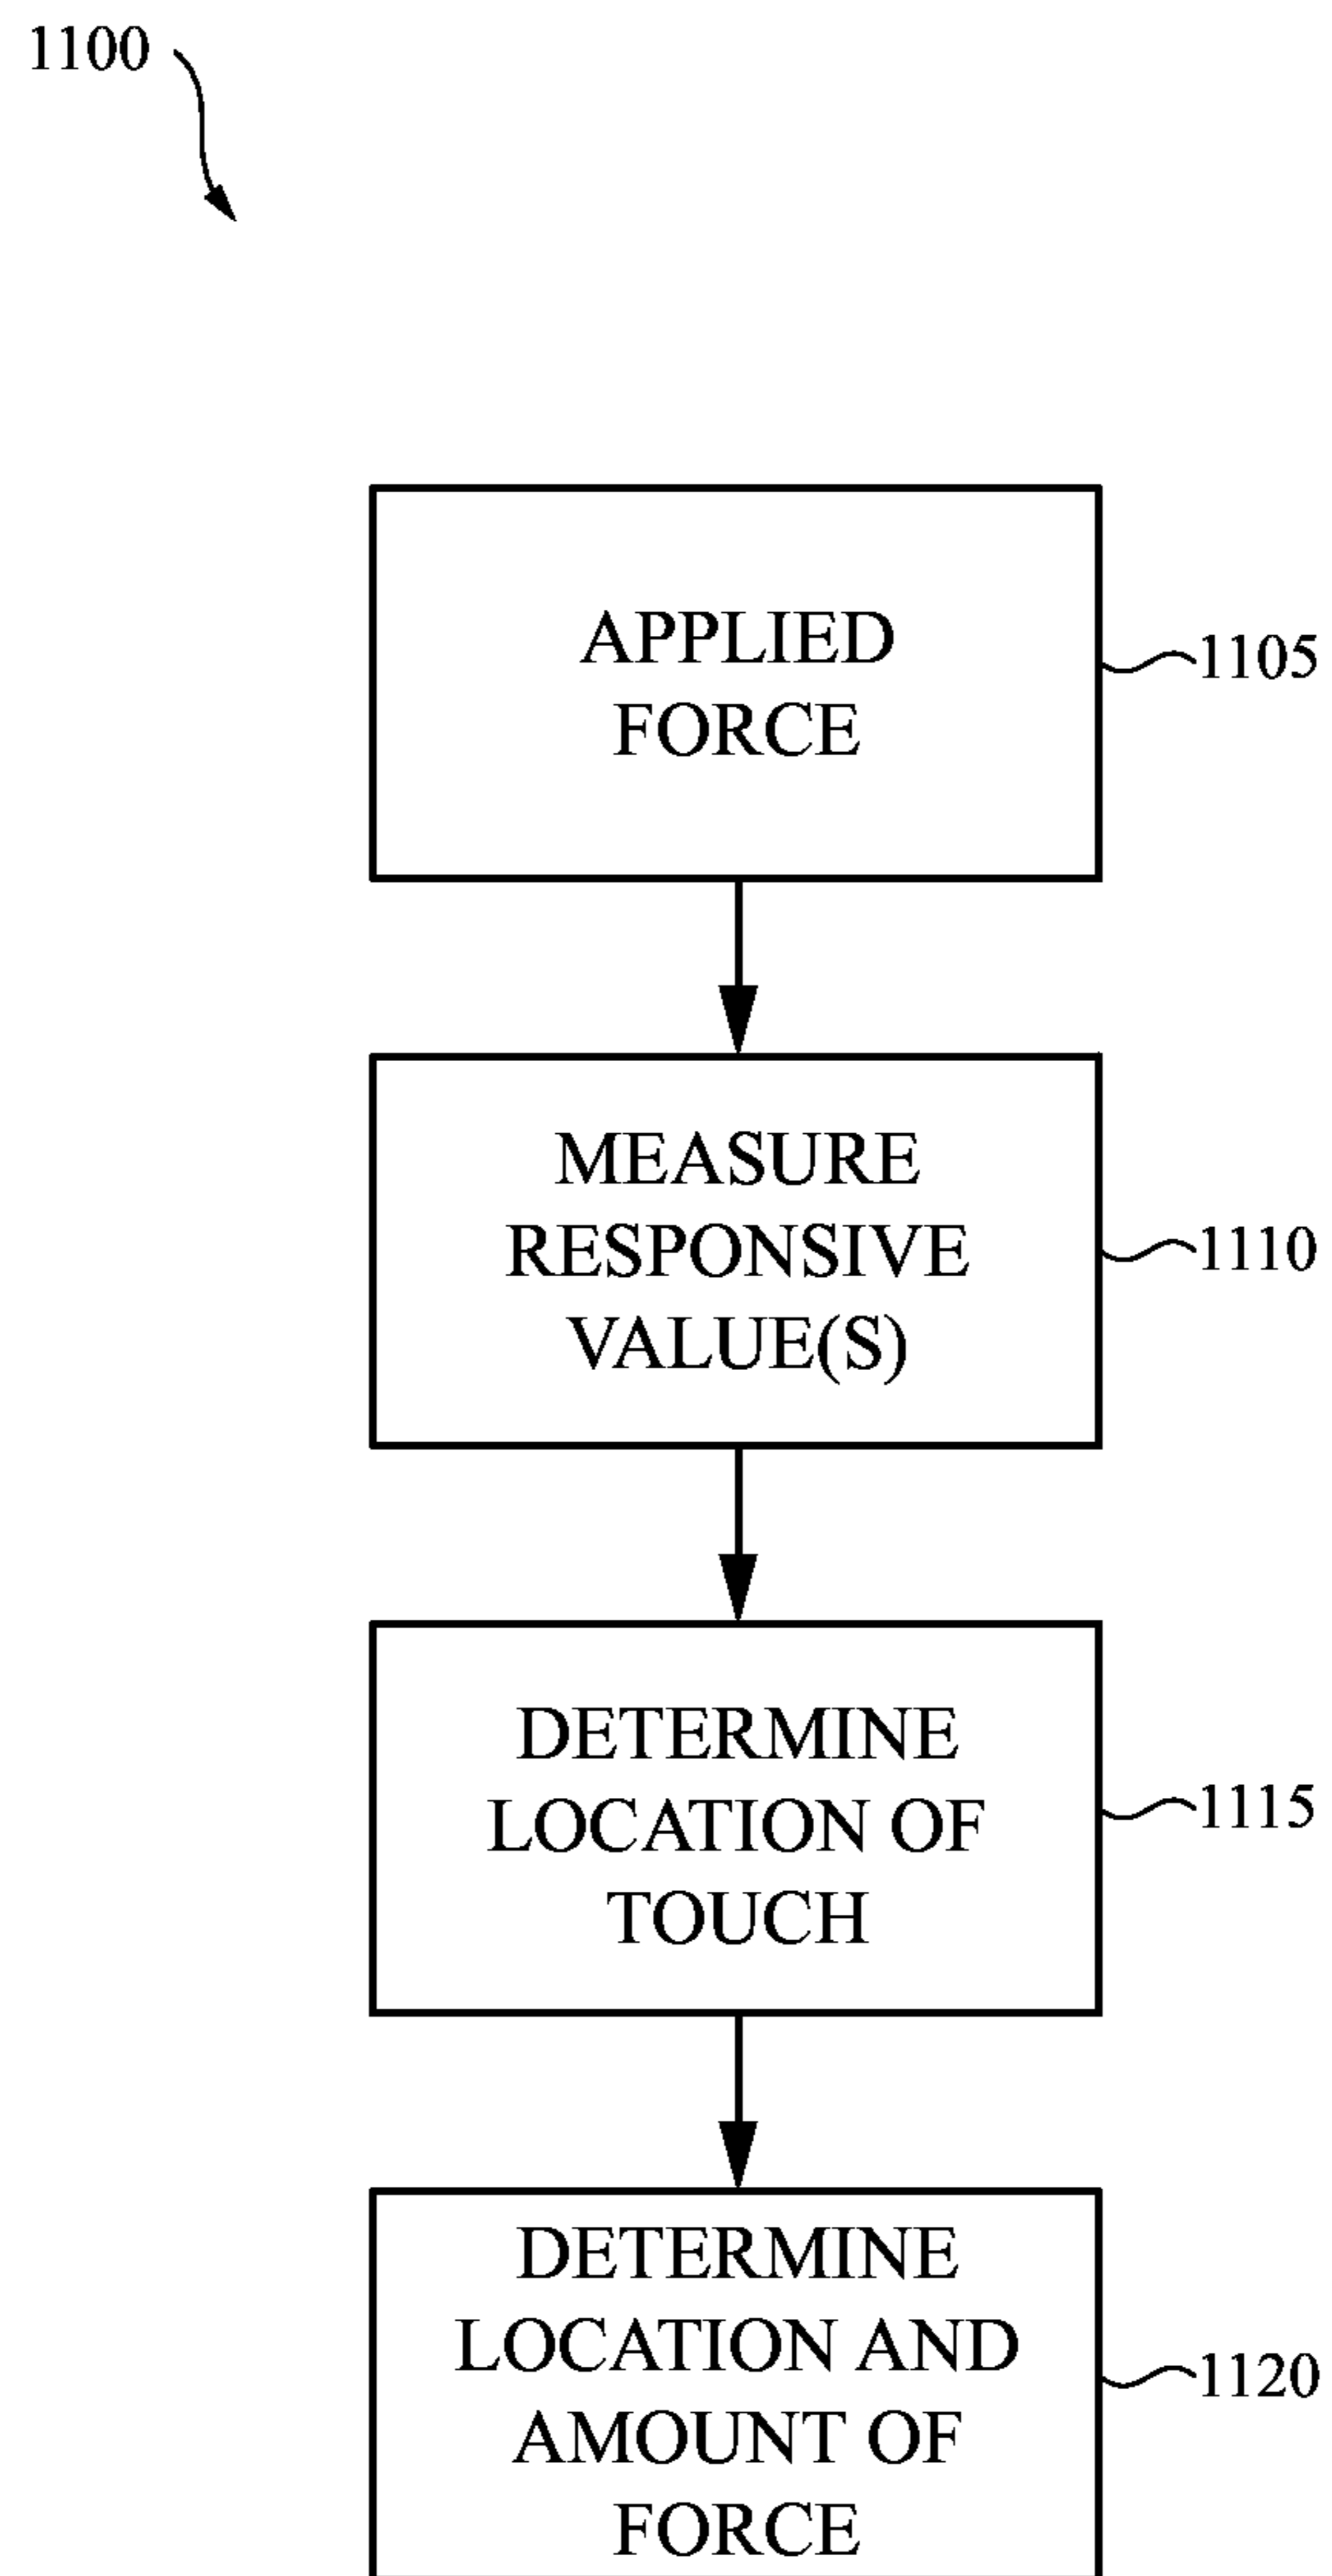 1100
APPLIED
FORCE
1105
MEASURE
RESPONSIVE
VALUE(S)
1110
DETERMINE
LOCATION OF
TOUCH
1115
DETERMINE
LOCATION AND
AMOUNT OF
FORCE
1120